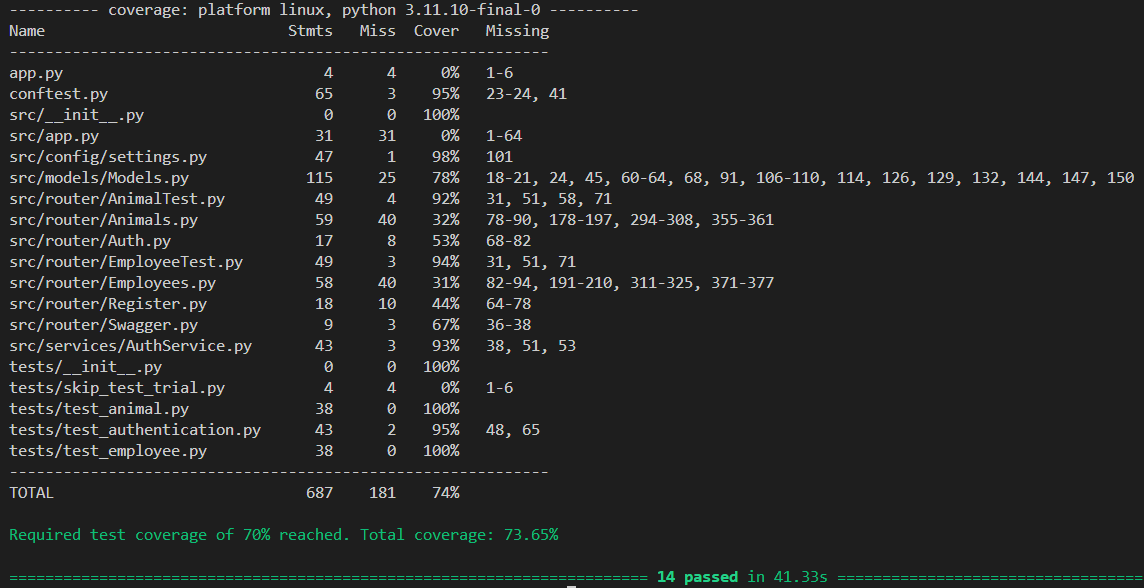 ---------- coverage: platform linux, python 3.11.10-final-0 ----------
Name                           Stmts   Miss  Cover   Missing
------------------------------------------------------------
app.py                             4      4     0%   1-6
conftest.py                       65      3    95%   23-24, 41
src/__init__.py                    0      0   100%
src/app.py                        31     31     0%   1-64
src/config/settings.py            47      1    98%   101
src/models/Models.py             115     25    78%   18-21, 24, 45, 60-64, 68, 91, 106-110, 114, 126, 129, 132, 144, 147, 150
src/router/AnimalTest.py          49      4    92%   31, 51, 58, 71
src/router/Animals.py             59     40    32%   78-90, 178-197, 294-308, 355-361
src/router/Auth.py                17      8    53%   68-82
src/router/EmployeeTest.py        49      3    94%   31, 51, 71
src/router/Employees.py           58     40    31%   82-94, 191-210, 311-325, 371-377
src/router/Register.py            18     10    44%   64-78
src/router/Swagger.py              9      3    67%   36-38
src/services/AuthService.py       43      3    93%   38, 51, 53
tests/__init__.py                  0      0   100%
tests/skip_test_trial.py           4      4     0%   1-6
tests/test_animal.py              38      0   100%
tests/test_authentication.py      43      2    95%   48, 65
tests/test_employee.py            38      0   100%
------------------------------------------------------------
TOTAL                            687    181    74%
Required test coverage of 70% reached. Total coverage: 73.65%
======================================================================= 14 passed in 41.33s ==================================